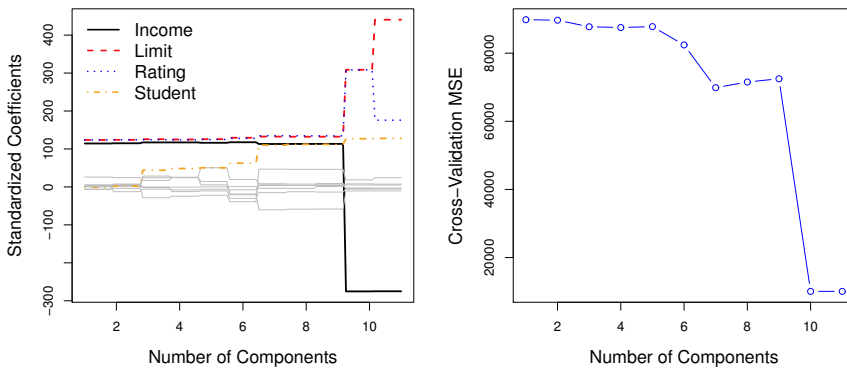 Income
Limit
Rating
Student
Standardized Coefficients
-300
-100
0
100
200
300
400
2 4 6 8 10
Number of Components
Cross-Validation MSE
20000
40000
60000
80000
2 4 6 8 10
Number of Components